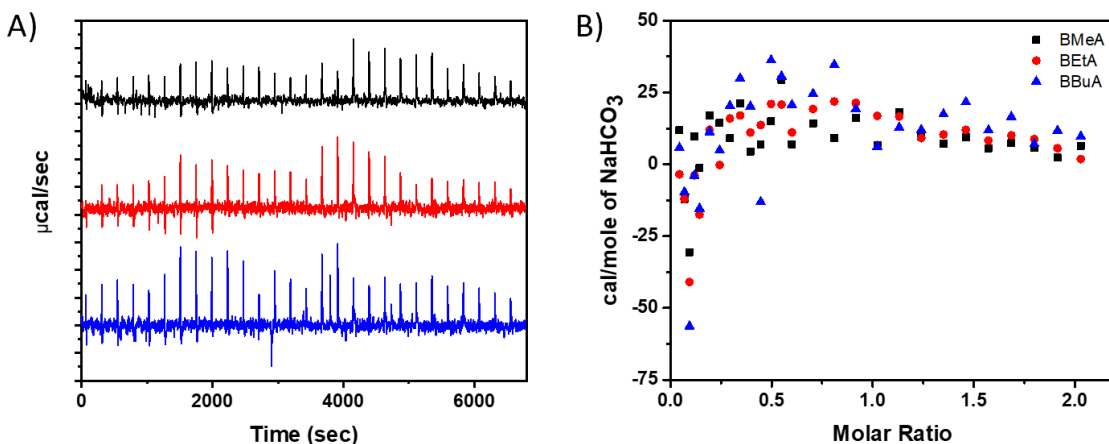 A)
µcal/sec
0 2000 4000 6000
Time (sec)
B)
cal/mole of NaHCO3
50
25
0
-25
-50
-75
0.0 0.5 1.0 1.5 2.0
Molar Ratio
BMeA
BEtA
BBuA